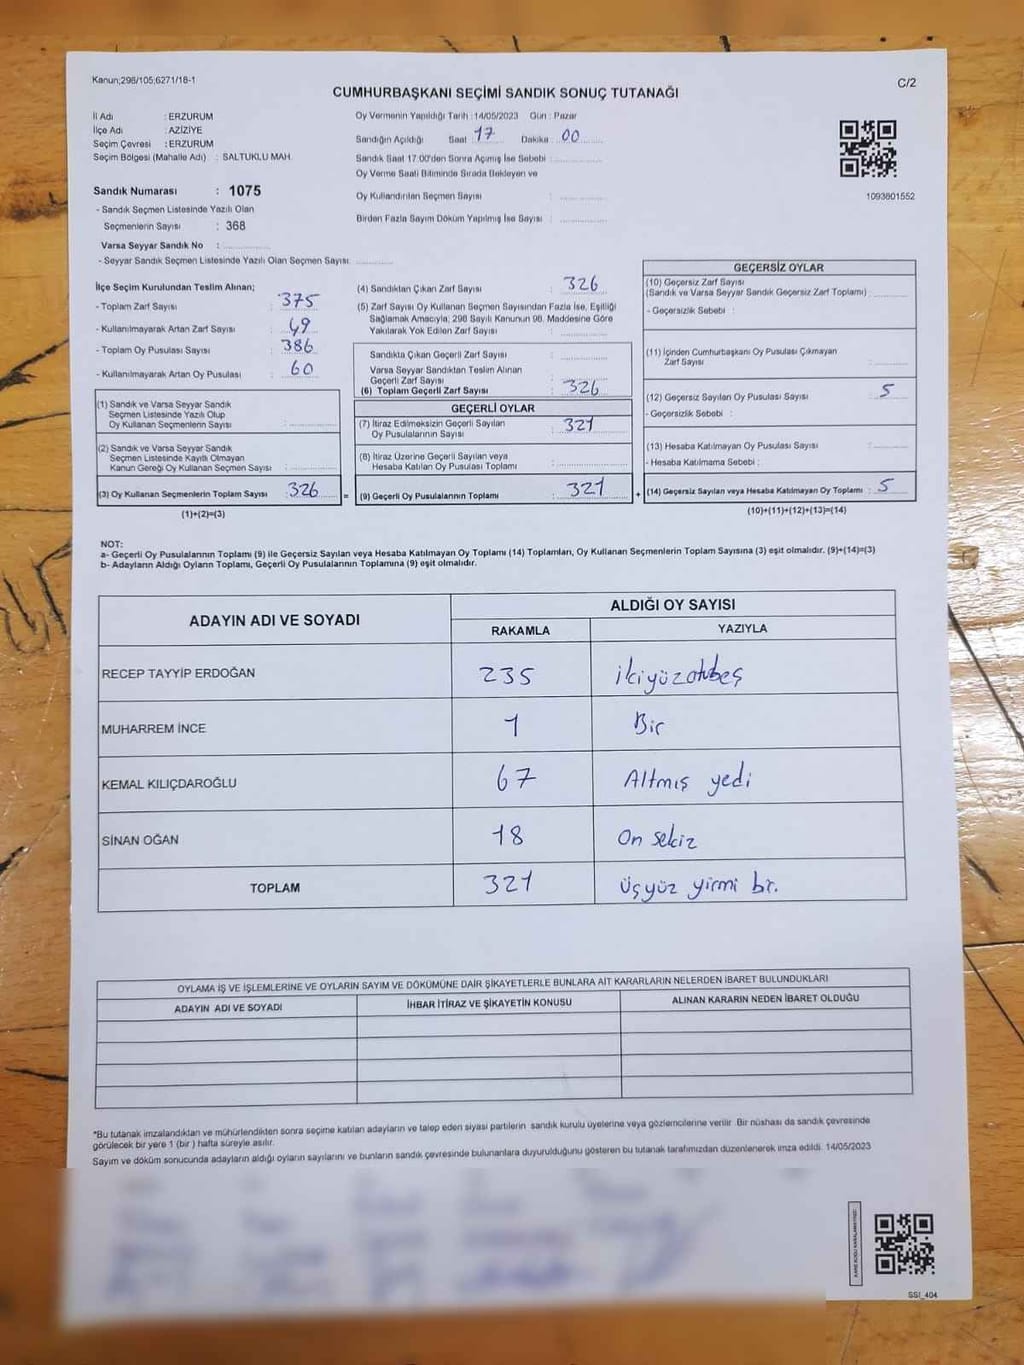 Kanun;298/105;6271/18-1
C/2
CUMHURBAŞKANI SEÇİMİ SANDIK SONUÇ TUTANAĞI
İl Adı : ERZURUM
İlçe Adı : AZİZİYE
Seçim Çevresi : ERZURUM
Seçim Bölgesi (Mahalle Adı) : SALTUKLU MAH.
Sandık Numarası : 1075
- Sandık Seçmen Listesinde Yazılı Olan
Seçmenlerin Sayısı : 368
Varsa Seyyar Sandık No :
- Seyyar Sandık Seçmen Listesinde Yazılı Olan Seçmen Sayısı:
Oy Vermenin Yapıldığı Tarih : 14/05/2023 Gün : Pazar
Sandığın Açıldığı Saat : 17 Dakika : 00
Sandık Saat 17.00'den Sonra Açılmış İse Sebebi :
Oy Verme Saati Bitiminde Sırada Bekleyen ve
Oy Kullandırılan Seçmen Sayısı :
Birden Fazla Sayım Döküm Yapılmış İse Sayısı :
1093801552
İlçe Seçim Kurulundan Teslim Alınan;
- Toplam Zarf Sayısı : 375
- Kullanılmayarak Artan Zarf Sayısı : 49
- Toplam Oy Pusulası Sayısı : 386
- Kullanılmayarak Artan Oy Pusulası : 60
(1) Sandık ve Varsa Seyyar Sandık
Seçmen Listesinde Yazılı Olup
Oy Kullanan Seçmenlerin Sayısı :
(2) Sandık ve Varsa Seyyar Sandık
Seçmen Listesinde Kayıtlı Olmayan
Kanun Gereği Oy Kullanan Seçmen Sayısı :
(3) Oy Kullanan Seçmenlerin Toplam Sayısı : 326 =
(1)+(2)=(3)
(4) Sandıktan Çıkan Zarf Sayısı : 326
(5) Zarf Sayısı Oy Kullanan Seçmen Sayısından Fazla İse, Eşitliği
Sağlamak Amacıyla; 298 Sayılı Kanunun 98. Maddesine Göre
Yakılarak Yok Edilen Zarf Sayısı :
Sandıkta Çıkan Geçerli Zarf Sayısı :
Varsa Seyyar Sandıktan Teslim Alınan
Geçerli Zarf Sayısı :
(6) Toplam Geçerli Zarf Sayısı : 326
GEÇERLİ OYLAR
(7) İtiraz Edilmeksizin Geçerli Sayılan
Oy Pusulalarının Sayısı : 321
(8) İtiraz Üzerine Geçerli Sayılan veya
Hesaba Katılan Oy Pusulası Toplamı :
(9) Geçerli Oy Pusulalarının Toplamı : 321 +
GEÇERSİZ OYLAR
(10) Geçersiz Zarf Sayısı
(Sandık ve Varsa Seyyar Sandık Geçersiz Zarf Toplamı) :
- Geçersizlik Sebebi :
(11) İçinden Cumhurbaşkanı Oy Pusulası Çıkmayan
Zarf Sayısı :
(12) Geçersiz Sayılan Oy Pusulası Sayısı : 5
- Geçersizlik Sebebi :
(13) Hesaba Katılmayan Oy Pusulası Sayısı :
- Hesaba Katılmama Sebebi :
(14) Geçersiz Sayılan veya Hesaba Katılmayan Oy Toplamı : 5
(10)+(11)+(12)+(13)=(14)
NOT:
a- Geçerli Oy Pusulalarının Toplamı (9) ile Geçersiz Sayılan veya Hesaba Katılmayan Oy Toplamı (14) Toplamları, Oy Kullanan Seçmenlerin Toplam Sayısına (3) eşit olmalıdır. (9)+(14)=(3)
b- Adayların Aldığı Oyların Toplamı, Geçerli Oy Pusulalarının Toplamına (9) eşit olmalıdır.
ADAYIN ADI VE SOYADI
ALDIĞI OY SAYISI
RAKAMLA YAZIYLA
RECEP TAYYİP ERDOĞAN 235 İkiyüzotuzbeş
MUHARREM İNCE 1 Bir
KEMAL KILIÇDAROĞLU 67 Altmış yedi
SİNAN OĞAN 18 On sekiz
TOPLAM 321 Üçyüz yirmi bir.
OYLAMA İŞ VE İŞLEMLERİNE VE OYLARIN SAYIM VE DÖKÜMÜNE DAİR ŞİKAYETLERLE BUNLARA AİT KARARLARIN NELERDEN İBARET BULUNDUKLARI
ADAYIN ADI VE SOYADI İHBAR İTİRAZ VE ŞİKAYETİN KONUSU ALINAN KARARIN NEDEN İBARET OLDUĞU
*Bu tutanak imzalandıktan ve mühürlendikten sonra seçime katılan adayların ve talep eden siyasi partilerin sandık kurulu üyelerine veya gözlemcilerine verilir. Bir nüshası da sandık çevresinde
görülecek bir yere 1 (bir) hafta süreyle asılır.
Sayım ve döküm sonucunda adayların aldığı oyların sayılarını ve bunların sandık çevresinde bulunanlara duyurulduğunu gösteren bu tutanak tarafımızdan düzenlenerek imza edildi. 14/05/2023
SSI_404